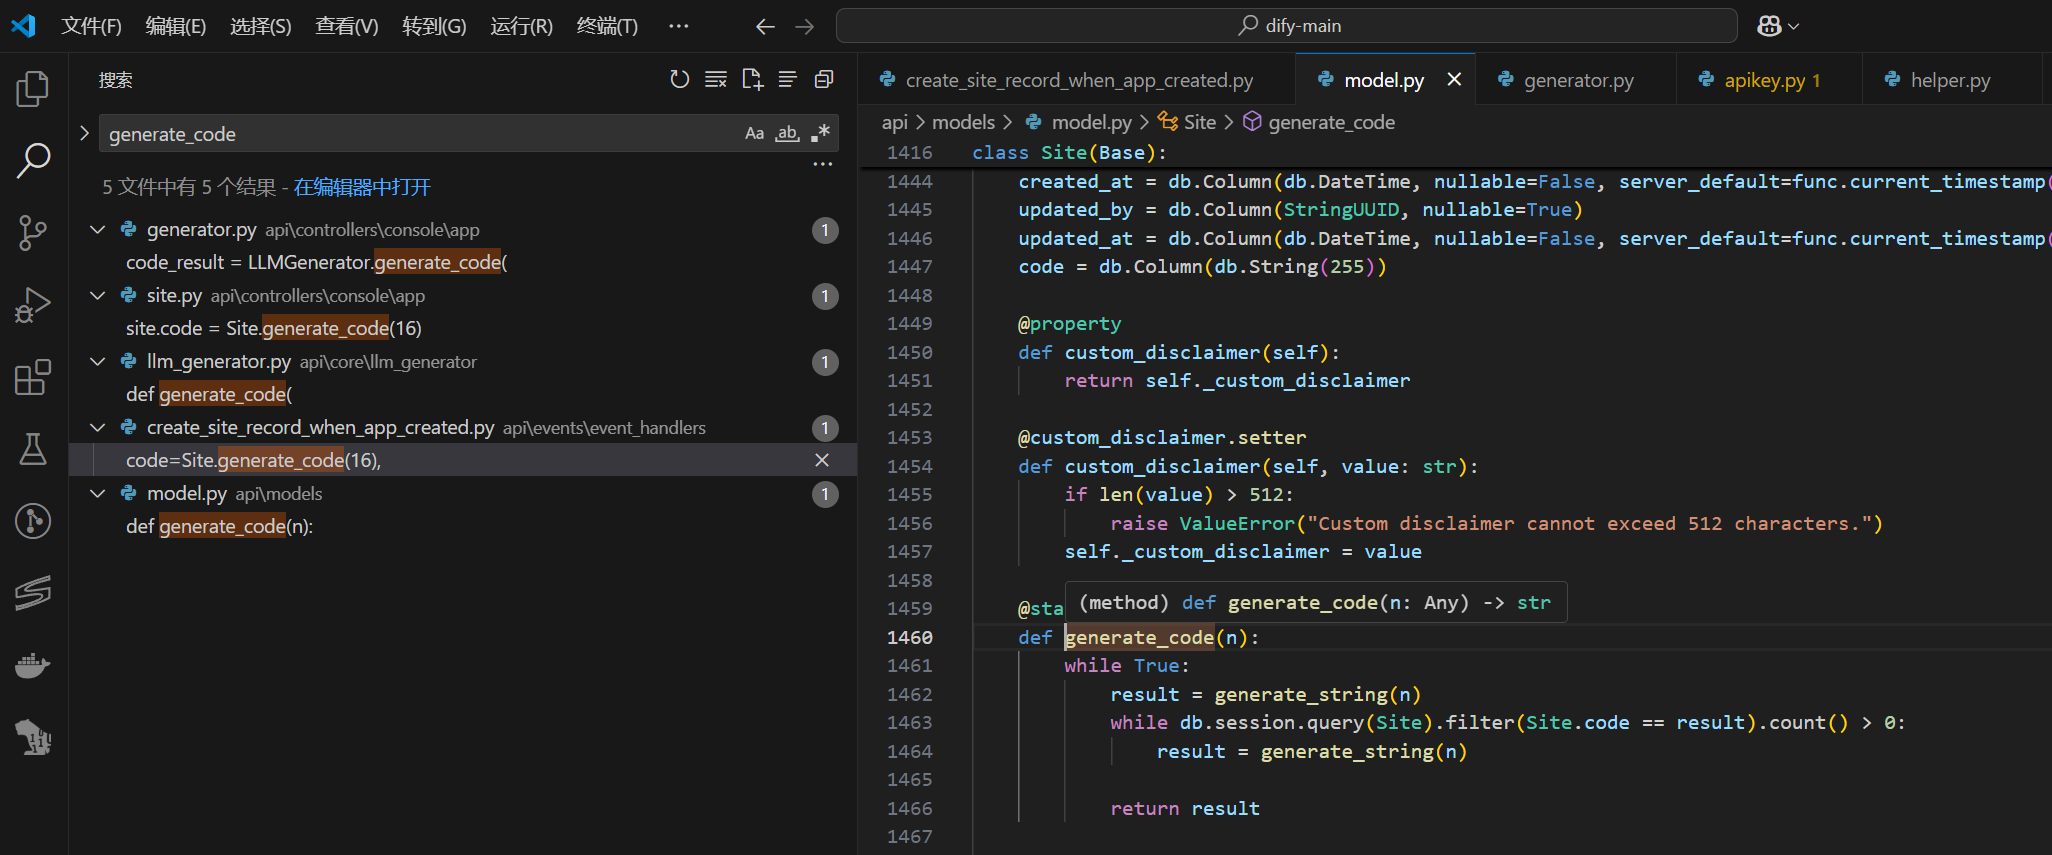 文件(F) 编辑(E) 选择(S) 查看(V) 转到(G) 运行(R) 终端(T) ··· dify-main
搜索
generate_code Aa ab .*
···
5 文件中有 5 个结果 - 在编辑器中打开
generator.py api\controllers\console\app 1
code_result = LLMGenerator.generate_code(
site.py api\controllers\console\app 1
site.code = Site.generate_code(16)
llm_generator.py api\core\llm_generator 1
def generate_code(
create_site_record_when_app_created.py api\events\event_handlers 1
code=Site.generate_code(16),
model.py api\models 1
def generate_code(n):
create_site_record_when_app_created.py model.py generator.py apikey.py 1 helper.py
api > models > model.py > Site > generate_code
1416 class Site(Base):
1444 created_at = db.Column(db.DateTime, nullable=False, server_default=func.current_timestamp(
1445 updated_by = db.Column(StringUUID, nullable=True)
1446 updated_at = db.Column(db.DateTime, nullable=False, server_default=func.current_timestamp(
1447 code = db.Column(db.String(255))
1448
1449 @property
1450 def custom_disclaimer(self):
1451 return self._custom_disclaimer
1452
1453 @custom_disclaimer.setter
1454 def custom_disclaimer(self, value: str):
1455 if len(value) > 512:
1456 raise ValueError("Custom disclaimer cannot exceed 512 characters.")
1457 self._custom_disclaimer = value
1458
1459 @sta (method) def generate_code(n: Any) -> str
1460 def generate_code(n):
1461 while True:
1462 result = generate_string(n)
1463 while db.session.query(Site).filter(Site.code == result).count() > 0:
1464 result = generate_string(n)
1465
1466 return result
1467